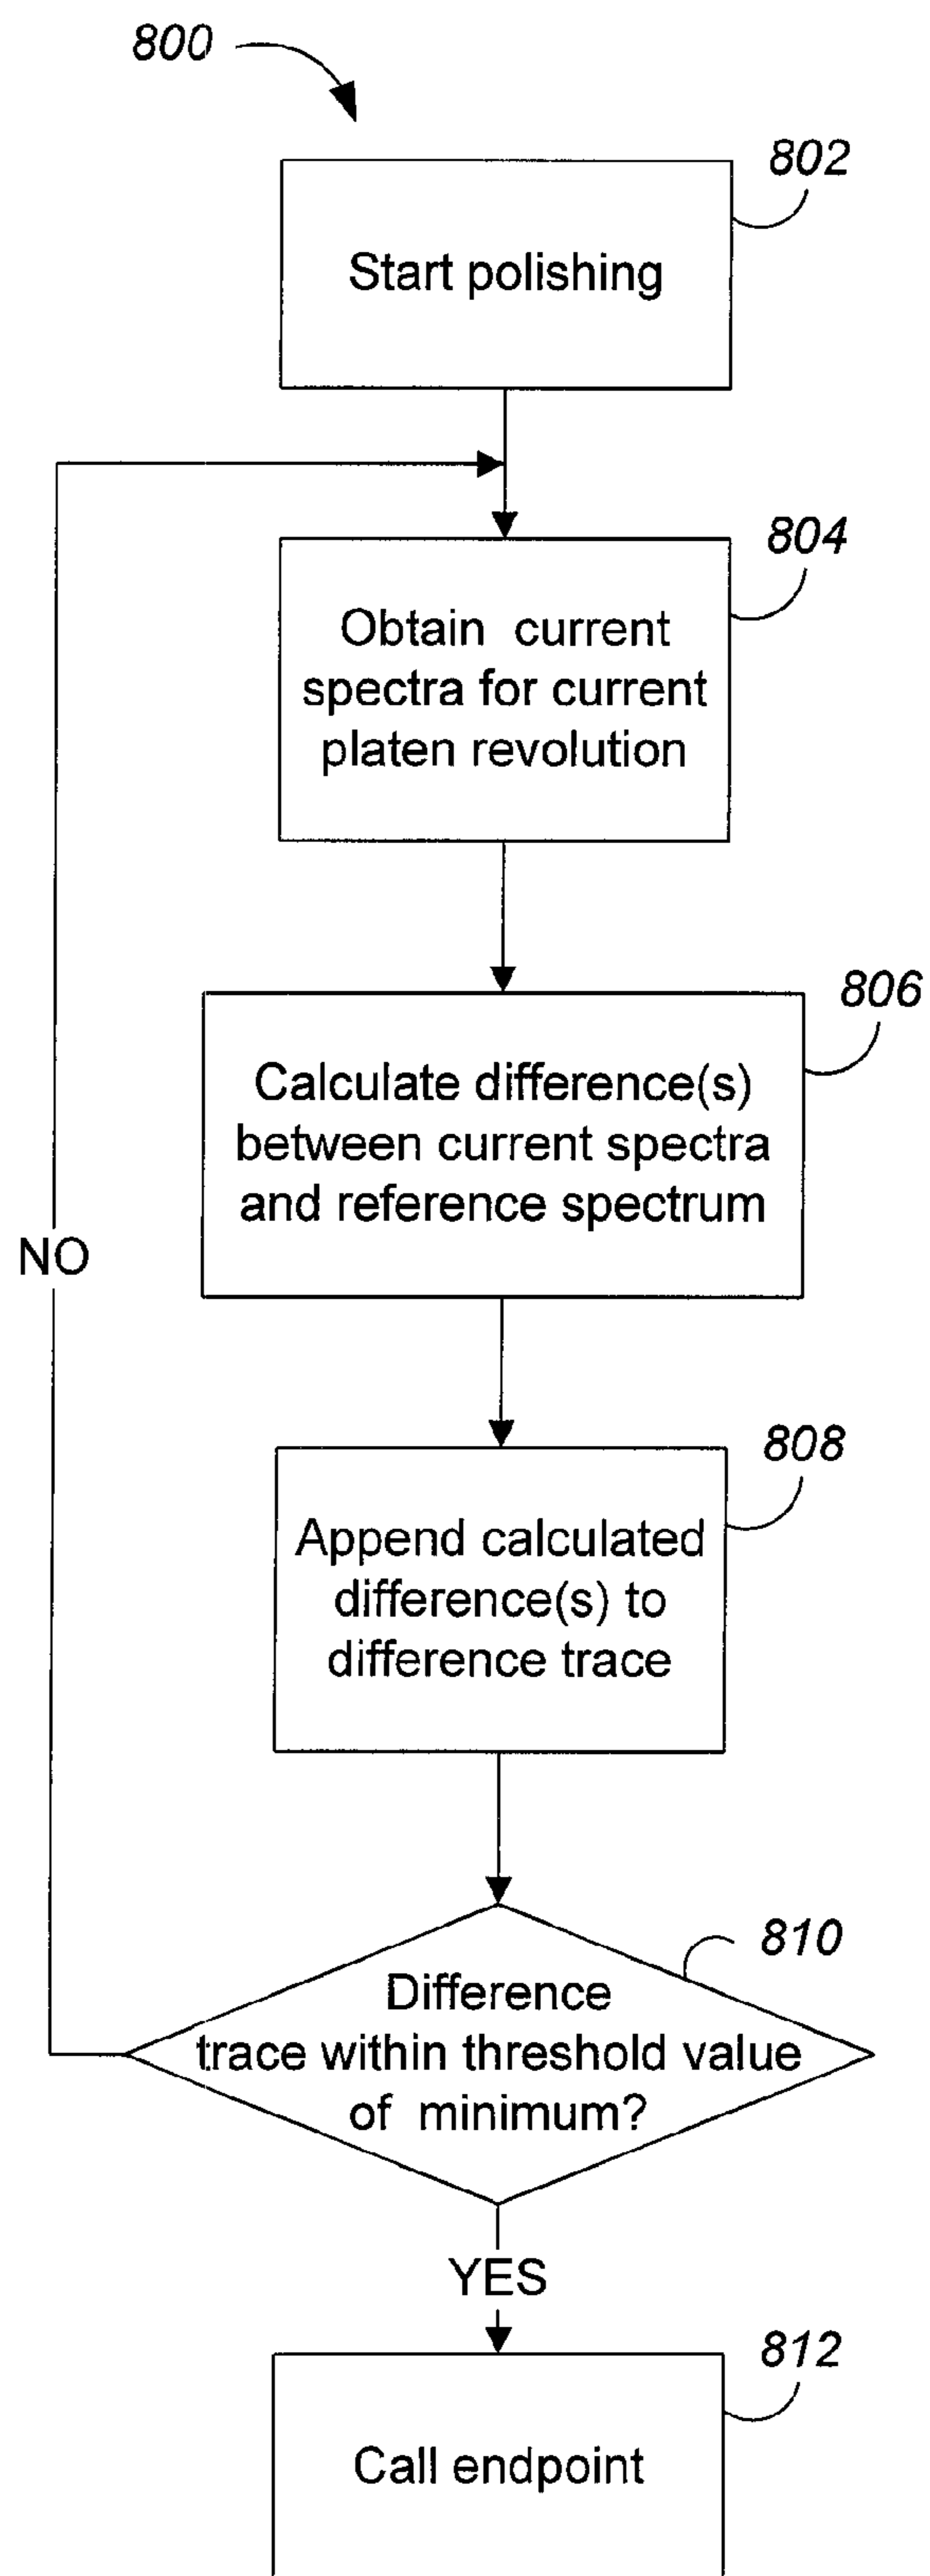 800
802
Start polishing
804
Obtain current
spectra for current
platen revolution
806
Calculate difference(s)
between current spectra
and reference spectrum
NO
808
Append calculated
difference(s) to
difference trace
810
Difference
trace within threshold value
of minimum?
YES
812
Call endpoint